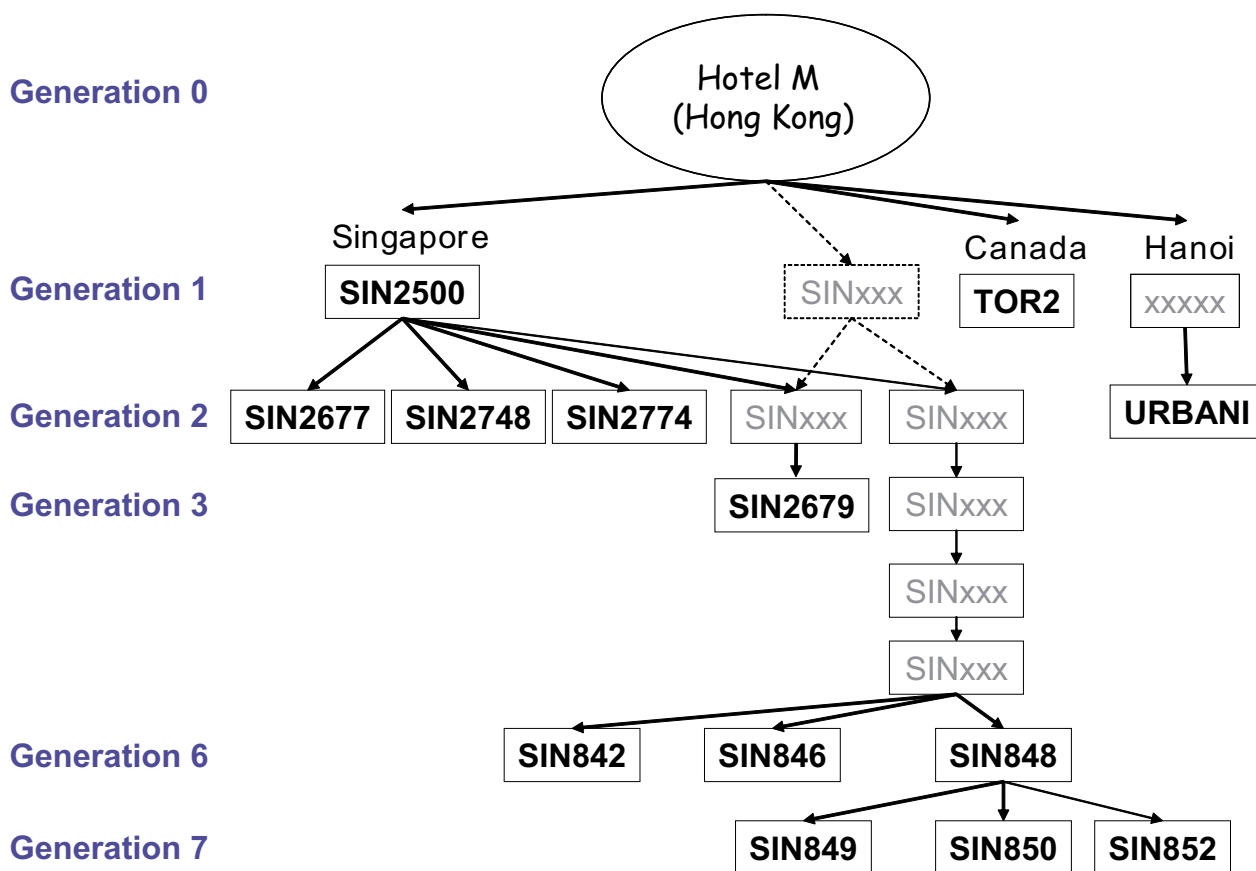 Generation 0
Hotel M
(Hong Kong)
Singapore
Canada
Hanoi
Generation 1
SIN2500
SINxxx
TOR2
xxxxx
Generation 2
SIN2677
SIN2748
SIN2774
SINxxx
SINxxx
URBANI
Generation 3
SIN2679
SINxxx
SINxxx
SINxxx
Generation 6
SIN842
SIN846
SIN848
Generation 7
SIN849
SIN850
SIN852